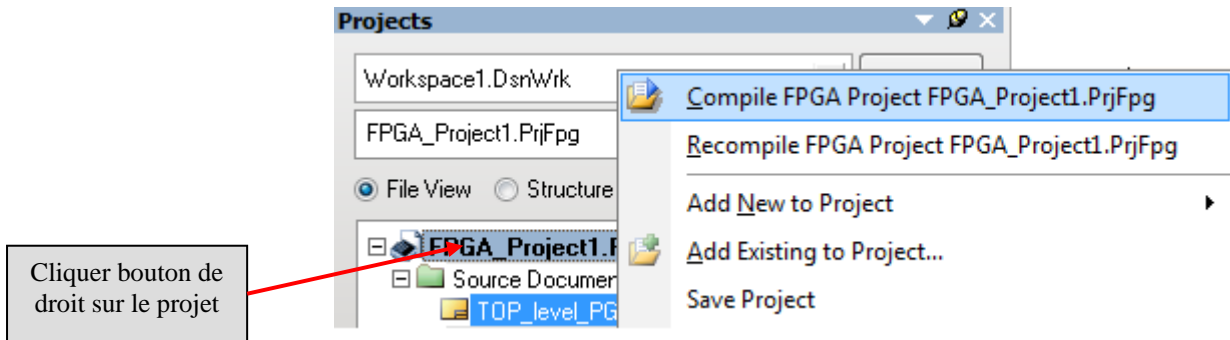 Projects
Workspace1.DsnWrk
FPGA_Project1.PrjFpg
File View Structure
FPGA_Project1.
Source Documen
TOP_level_PG
Compile FPGA Project FPGA_Project1.PrjFpg
Recompile FPGA Project FPGA_Project1.PrjFpg
Add New to Project
Add Existing to Project...
Save Project
Cliquer bouton de
droit sur le projet